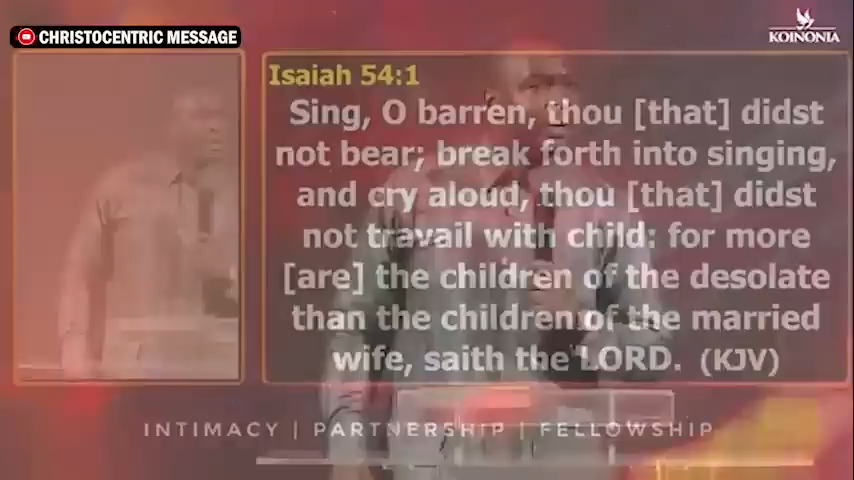 CHRISTOCENTRIC MESSAGE
KOINONIA
Isaiah 54:1
Sing, O barren, thou [that] didst
not bear; break forth into singing,
and cry aloud, thou [that] didst
not travail with child: for more
[are] the children of the desolate
than the children of the married
wife, saith the LORD. (KJV)
INTIMACY | PARTNERSHIP | FELLOWSHIP